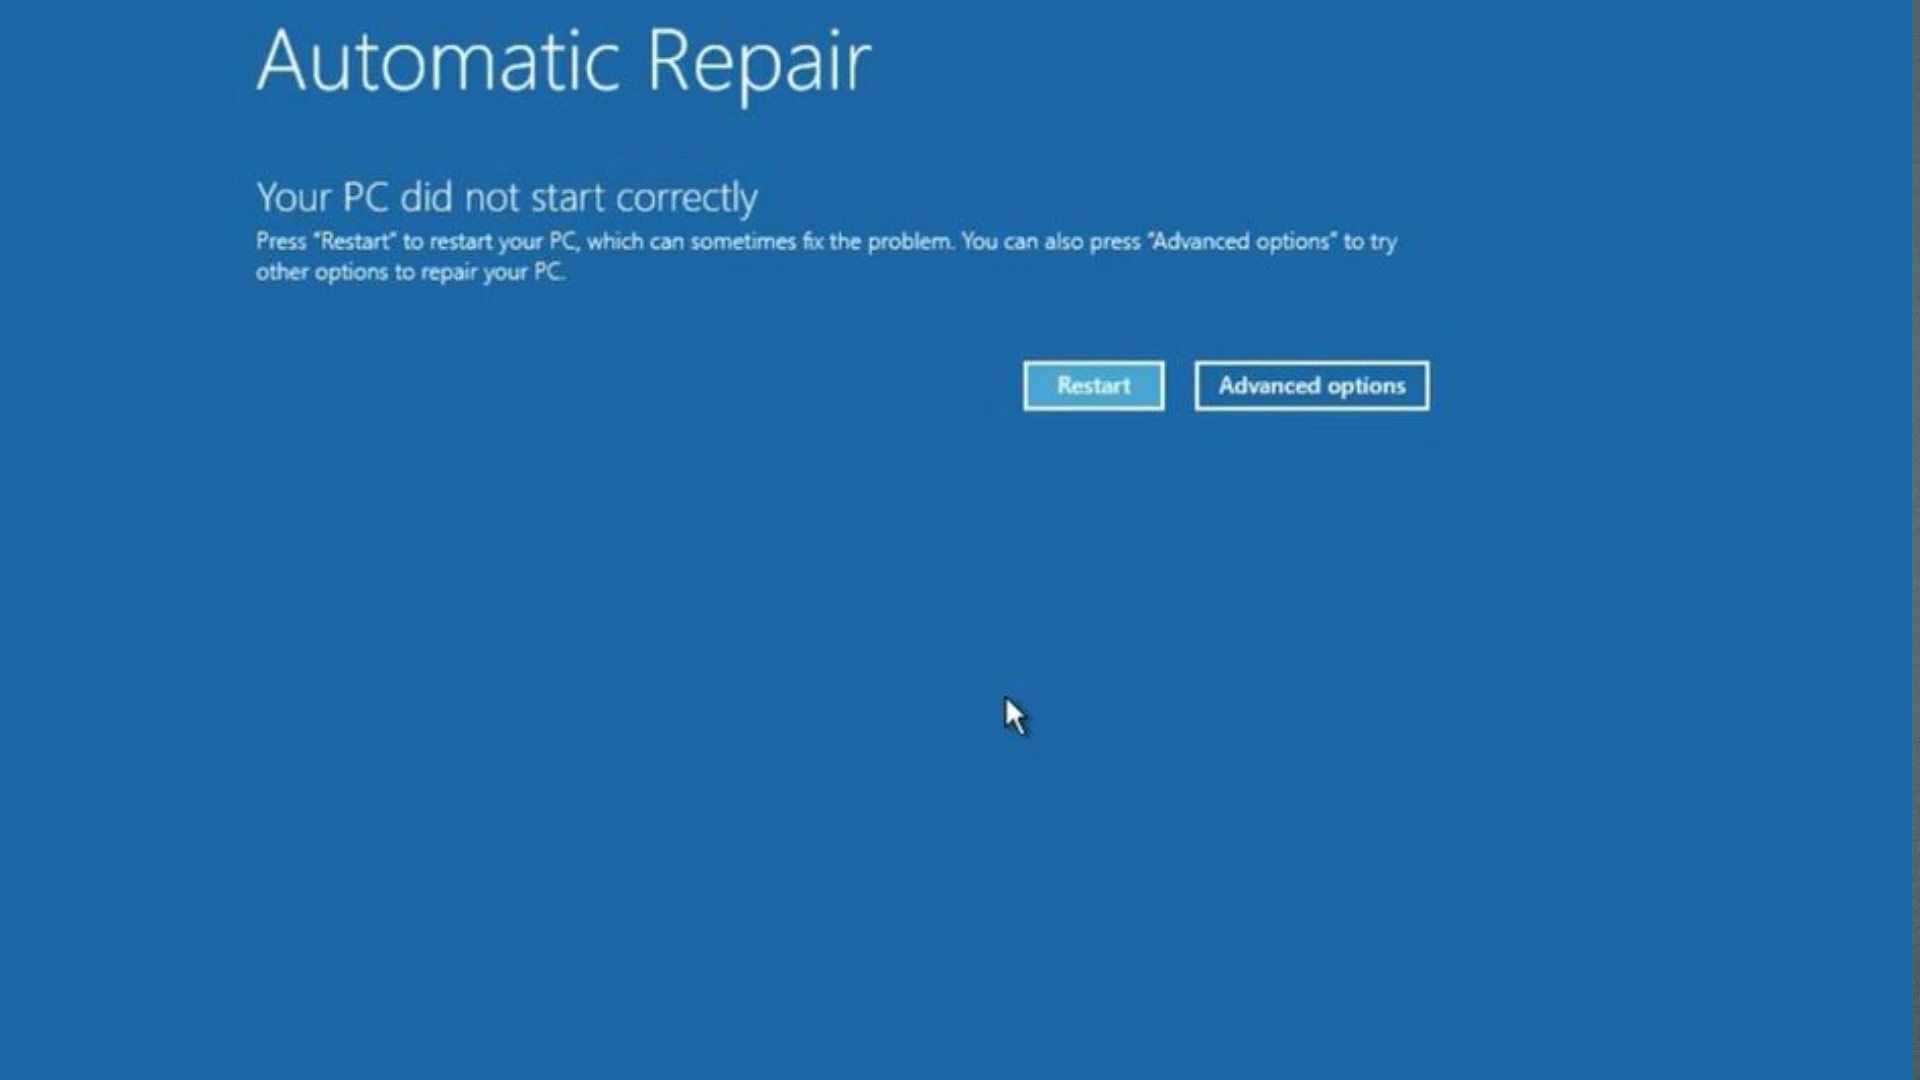 Automatic Repair
Your PC did not start correctly
Press "Restart" to restart your PC, which can sometimes fix the problem. You can also press "Advanced options" to try
other options to repair your PC.
Restart
Advanced options